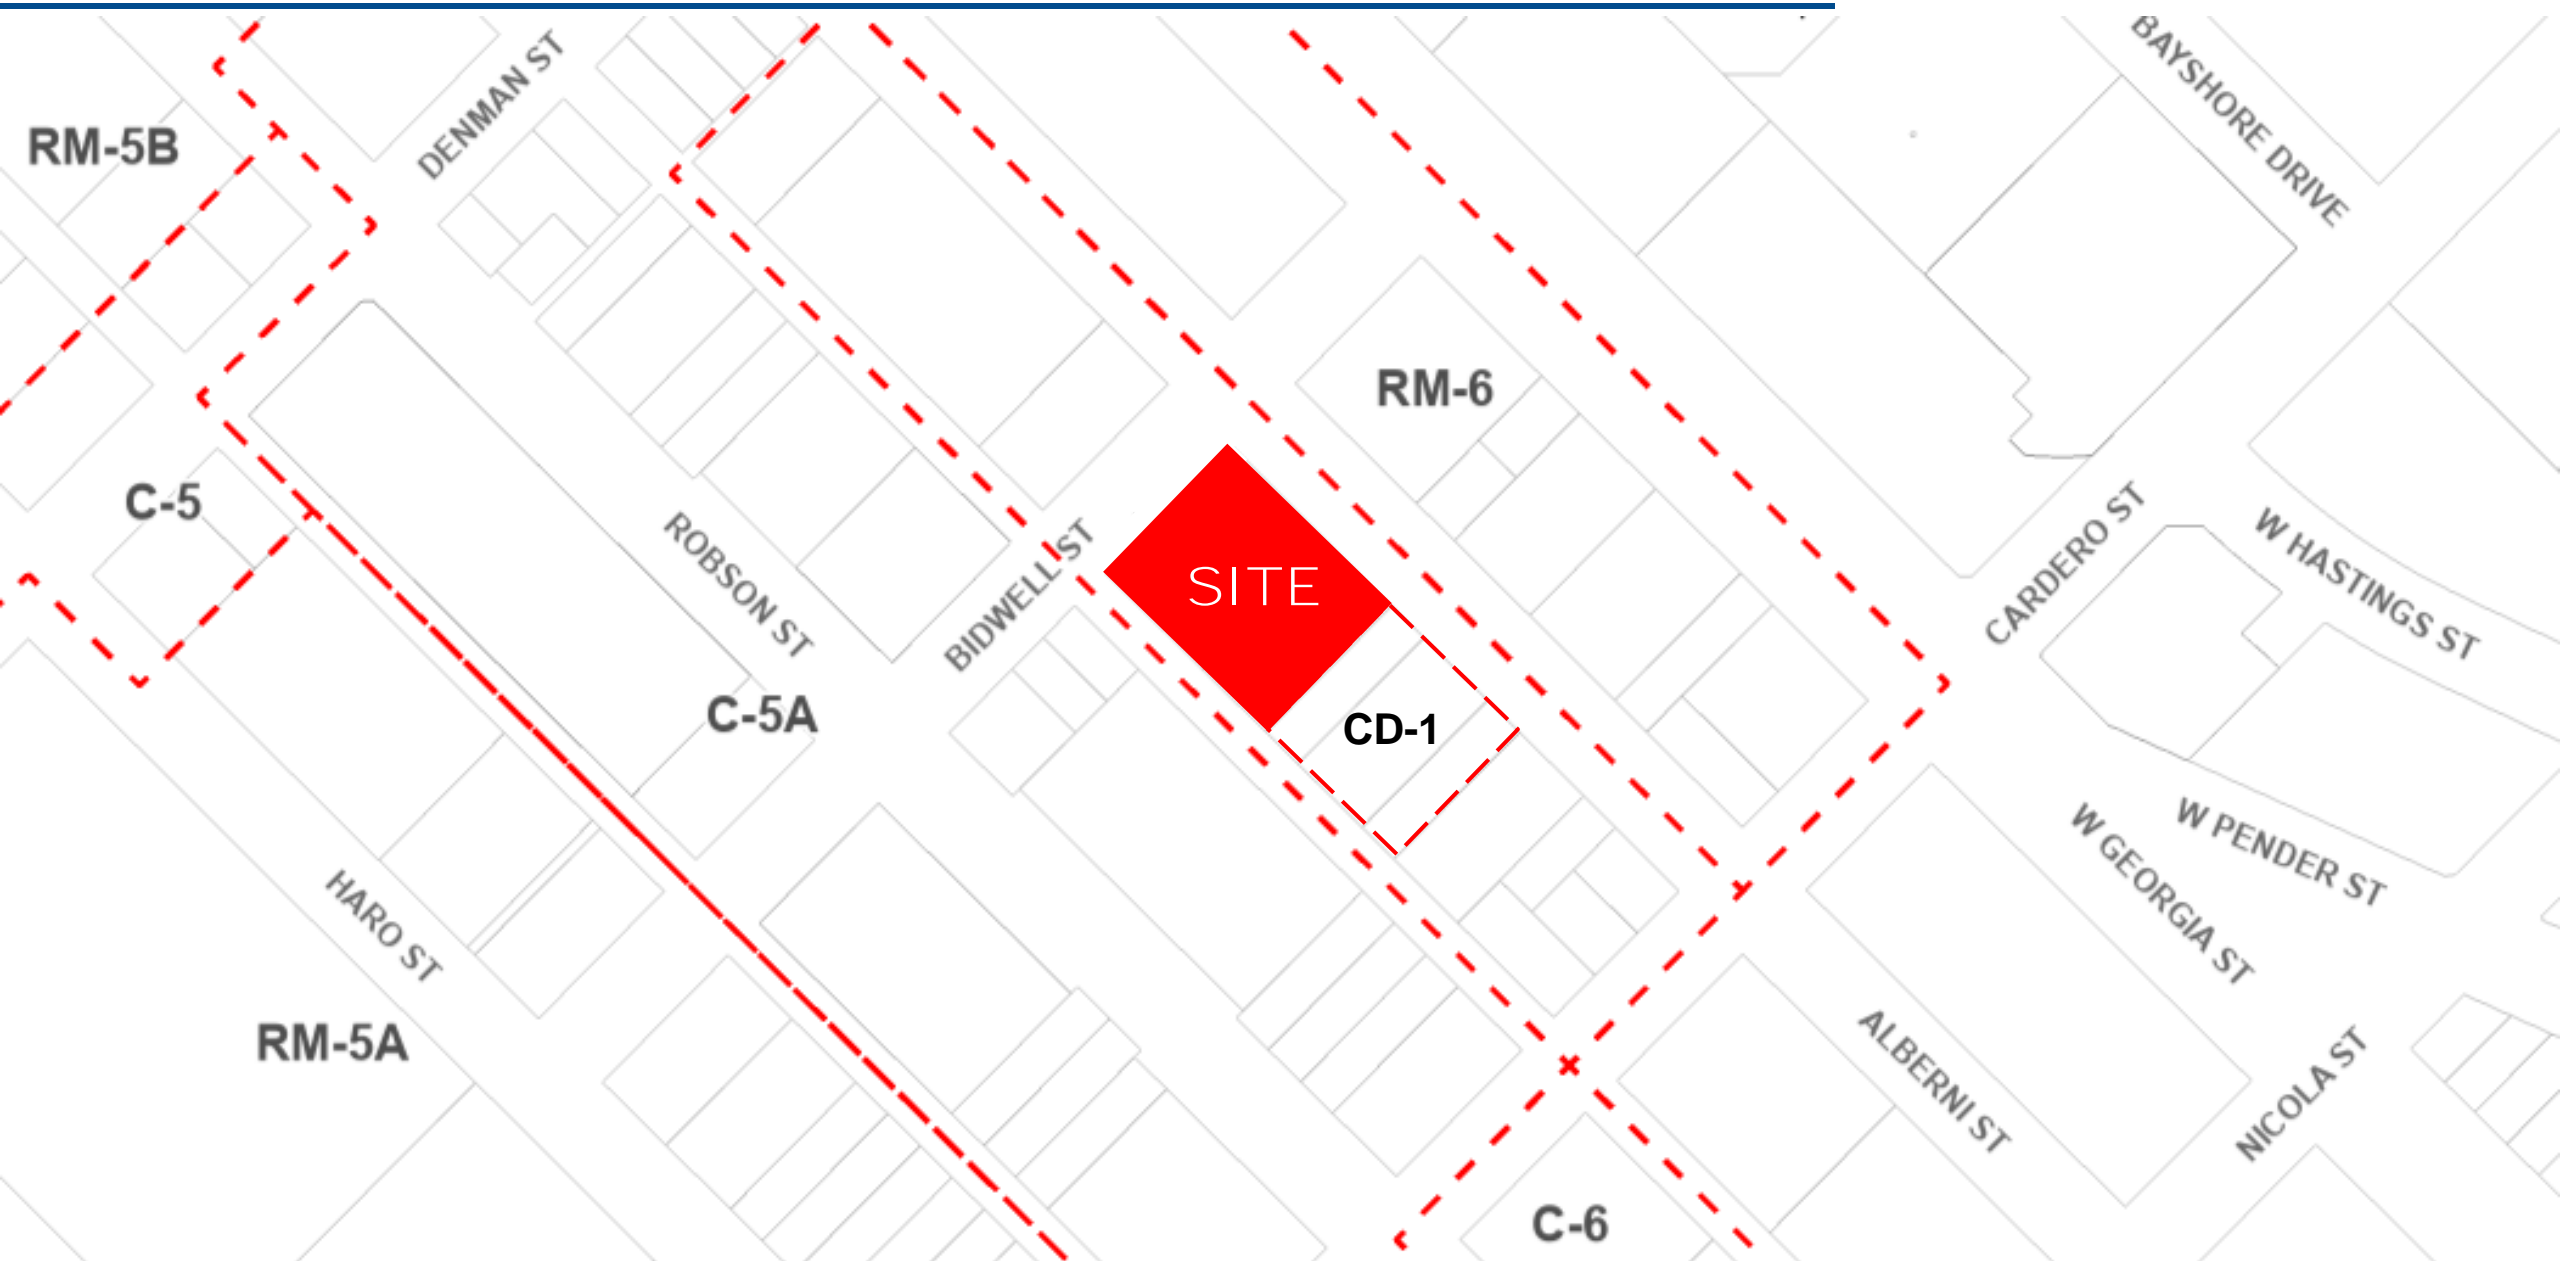 BAYSHORE DRIVE
DENMAN ST
RM-5B
RM-6
C-5
ROBSON ST
BIDWELL ST
SITE
CARDERO ST
W HASTINGS ST
C-5A
CD-1
W PENDER ST
W GEORGIA ST
HARO ST
RM-5A
ALBERNI ST
NICOLA ST
C-6